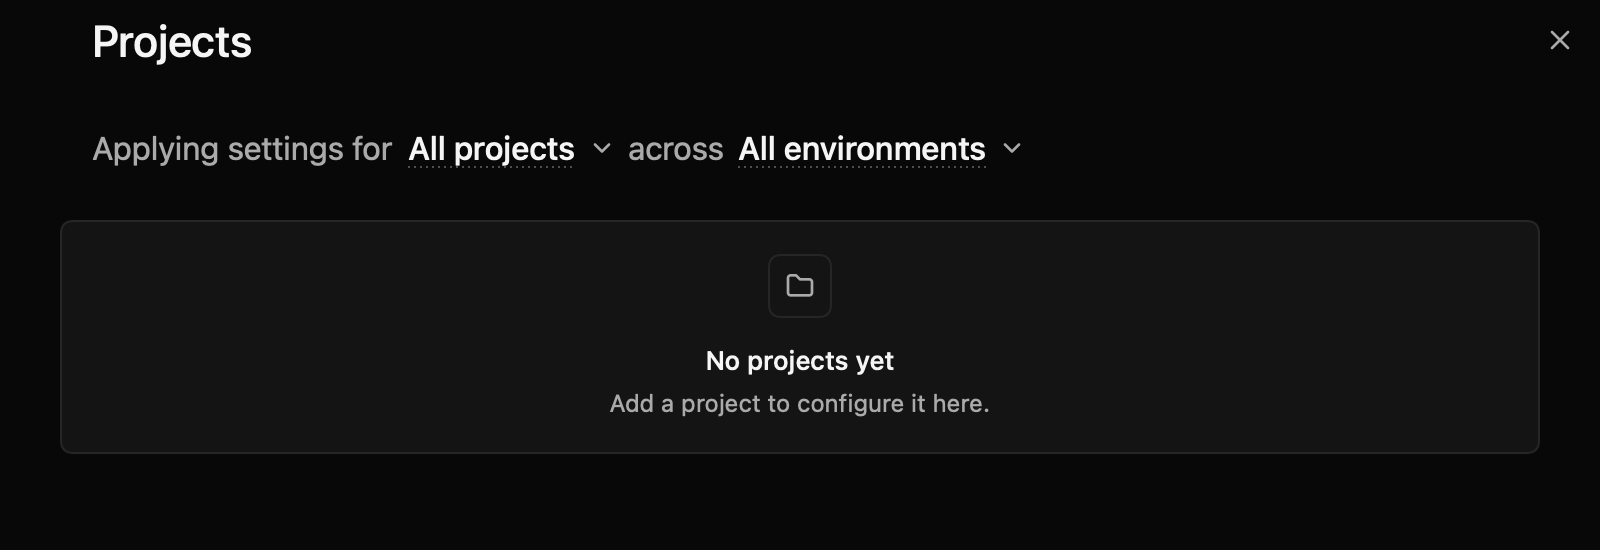 Projects
Applying settings for All projects across All environments
No projects yet
Add a project to configure it here.